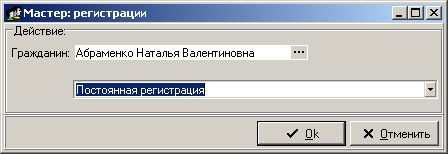 Мастер: регистрации
Действие:
Гражданин: Абраменко Наталья Валентиновна ...
Постоянная регистрация
Ok Отменить